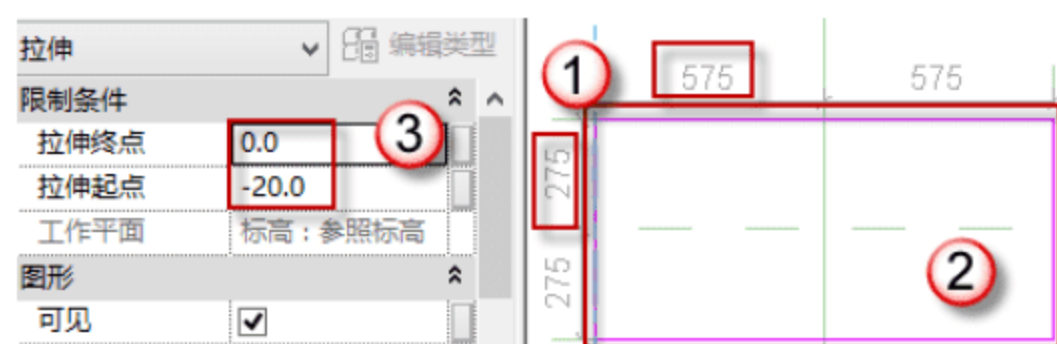 拉伸 编辑类型
限制条件
拉伸终点 0.0
拉伸起点 -20.0
工作平面 标高：参照标高
图形
可见
3
1
575 575
275
275
2